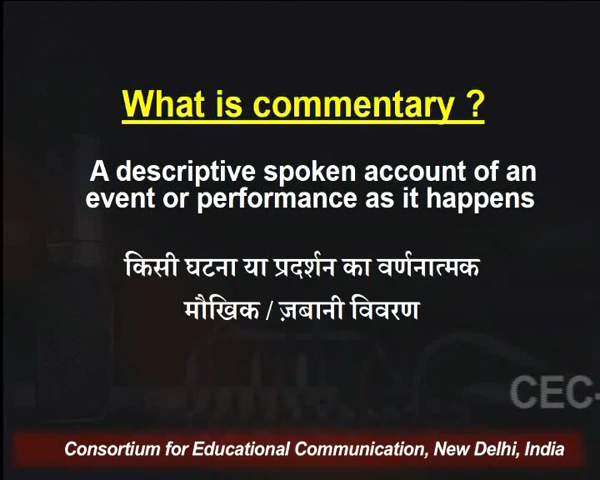 What is commentary ?
A descriptive spoken account of an
event or performance as it happens
किसी घटना या प्रदर्शन का वर्णनात्मक
मौखिक / ज़बानी विवरण
CEC-
Consortium for Educational Communication, New Delhi, India